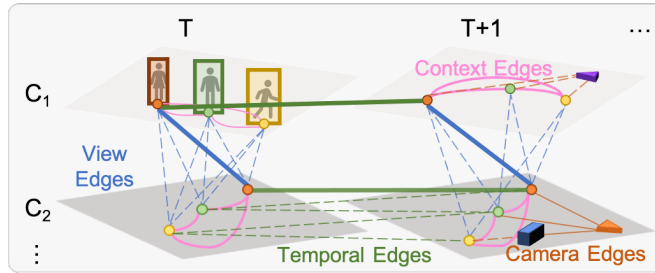 T T+1 ...
Context Edges
C1
View
Edges
C2
Temporal Edges
Camera Edges
⋮